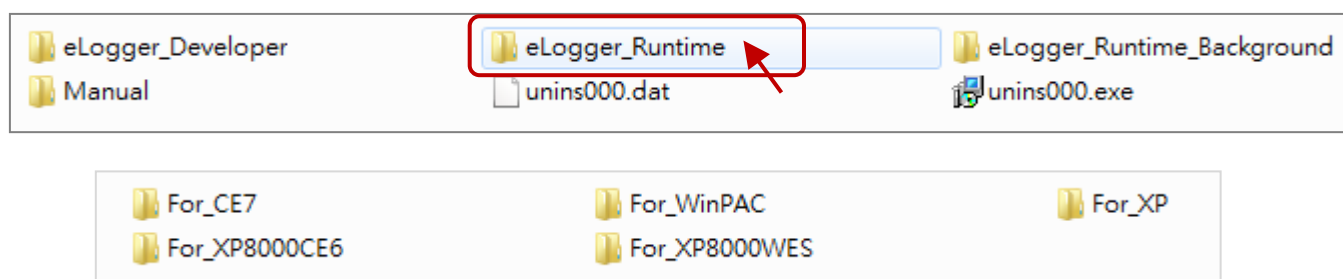 eLogger_Developer eLogger_Runtime eLogger_Runtime_Background
Manual unins000.dat unins000.exe
For_CE7 For_WinPAC For_XP
For_XP8000CE6 For_XP8000WES